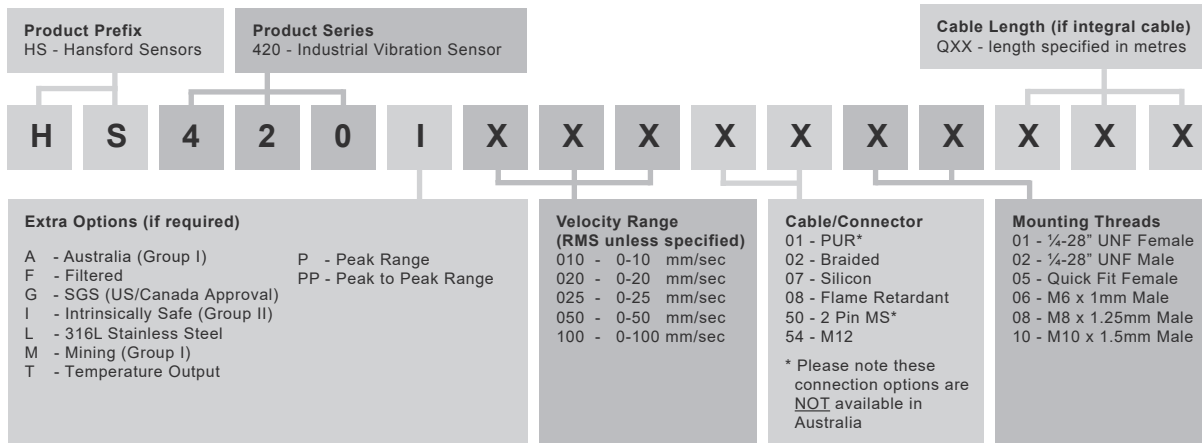 Product Prefix
HS - Hansford Sensors
Product Series
420 - Industrial Vibration Sensor
Cable Length (if integral cable)
QXX - length specified in metres
H S 4 2 0 I X X X X X X X X X X
Extra Options (if required)
A - Australia (Group I)
F - Filtered
G - SGS (US/Canada Approval)
I - Intrinsically Safe (Group II)
L - 316L Stainless Steel
M - Mining (Group I)
T - Temperature Output
P - Peak Range
PP - Peak to Peak Range
Velocity Range
(RMS unless specified)
010 - 0-10 mm/sec
020 - 0-20 mm/sec
025 - 0-25 mm/sec
050 - 0-50 mm/sec
100 - 0-100 mm/sec
Cable/Connector
01 - PUR*
02 - Braided
07 - Silicon
08 - Flame Retardant
50 - 2 Pin MS*
54 - M12
* Please note these
connection options are
NOT available in
Australia
Mounting Threads
01 - ¼-28” UNF Female
02 - ¼-28” UNF Male
05 - Quick Fit Female
06 - M6 x 1mm Male
08 - M8 x 1.25mm Male
10 - M10 x 1.5mm Male